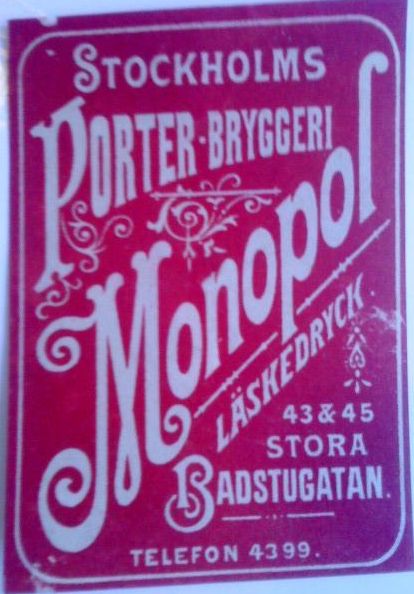 STOCKHOLMS
PORTER-BRYGGERI
Monopol
LÄSKEDRYCK.
43 & 45
STORA
BADSTUGATAN.
TELEFON 4399.